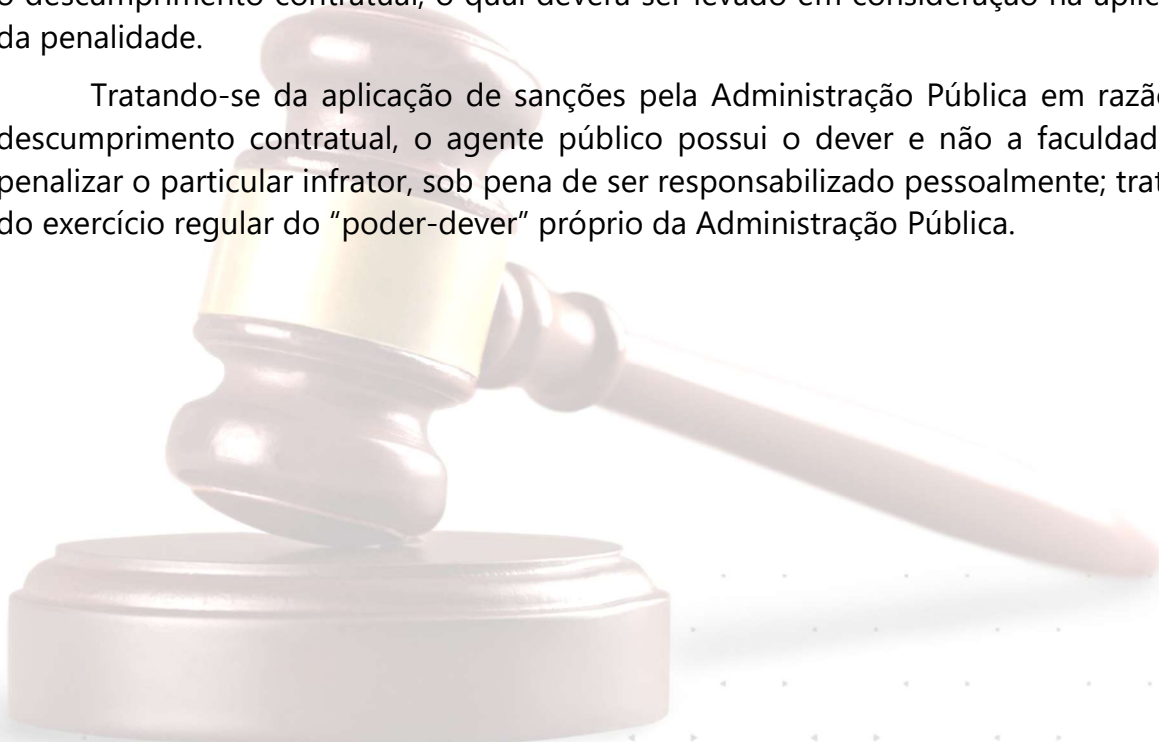 o descumprimento contratual, o qual deverá ser levado em consideração na aplic
da penalidade.
Tratando-se da aplicação de sanções pela Administração Pública em razã
descumprimento contratual, o agente público possui o dever e não a faculdad
penalizar o particular infrator, sob pena de ser responsabilizado pessoalmente; trat
do exercício regular do “poder-dever” próprio da Administração Pública.